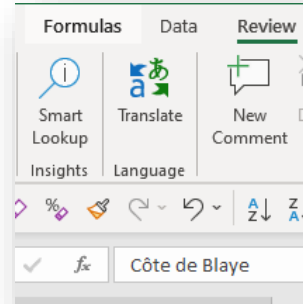 Formulas Data Review
Smart Lookup Translate New Comment
Insights Language
Côte de Blaye